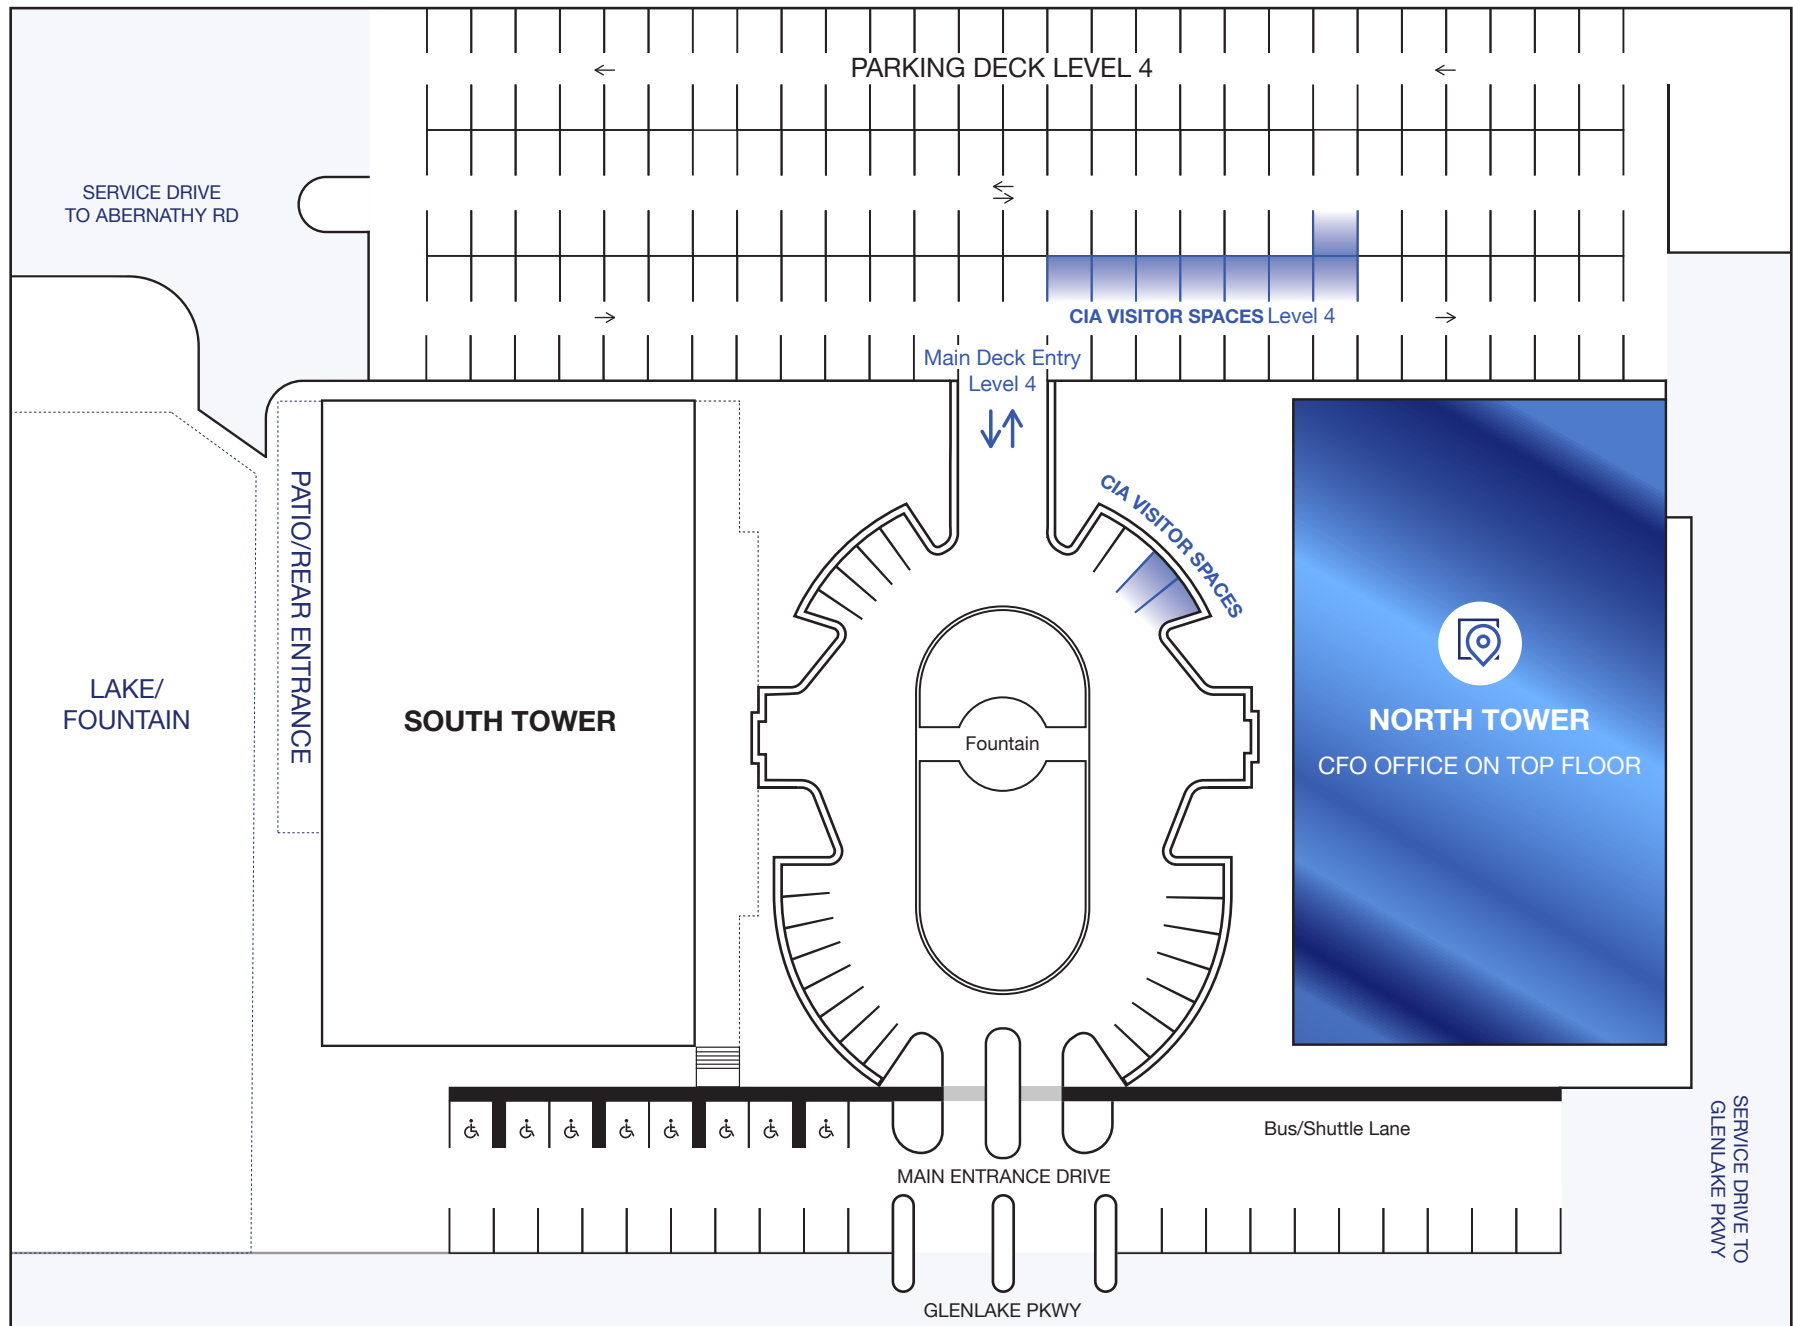 PARKING DECK LEVEL 4
SERVICE DRIVE
TO ABERNATHY RD
CIA VISITOR SPACES Level 4
Main Deck Entry
Level 4
CIA VISITOR SPACES
PATIO/REAR ENTRANCE
LAKE/
FOUNTAIN
SOUTH TOWER
Fountain
NORTH TOWER
CFO OFFICE ON TOP FLOOR
Bus/Shuttle Lane
MAIN ENTRANCE DRIVE
SERVICE DRIVE TO
GLENLAKE PKWY
GLENLAKE PKWY